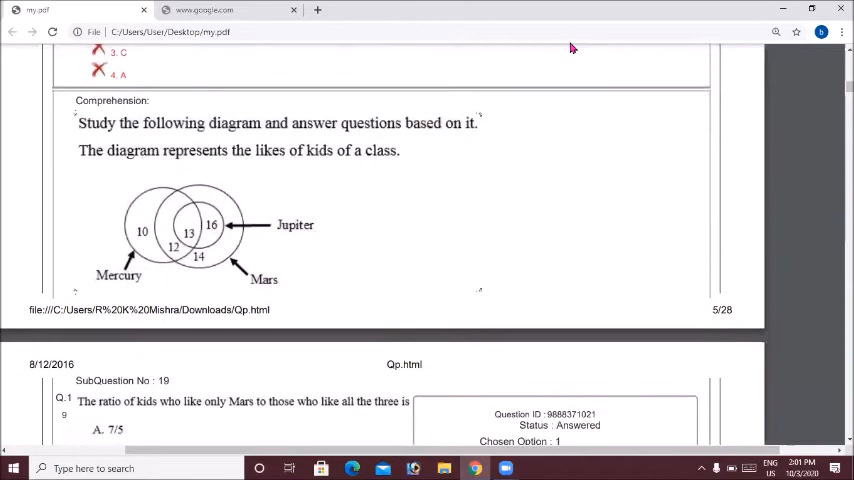 my.pdf
www.google.com
File
C:/Users/User/Desktop/my.pdf
b
3. C
4. A
Comprehension:
Study the following diagram and answer questions based on it.
The diagram represents the likes of kids of a class.
10
13
16
12
14
Jupiter
Mercury
Mars
file:///C:/Users/R%20K%20Mishra/Downloads/Qp.html
5/28
8/12/2016
Qp.html
SubQuestion No : 19
Q.1
9
The ratio of kids who like only Mars to those who like all the three is
A. 7/5
Question ID : 9888371021
Status : Answered
Chosen Option : 1
Type here to search
ENG
US
2:01 PM
10/3/2020